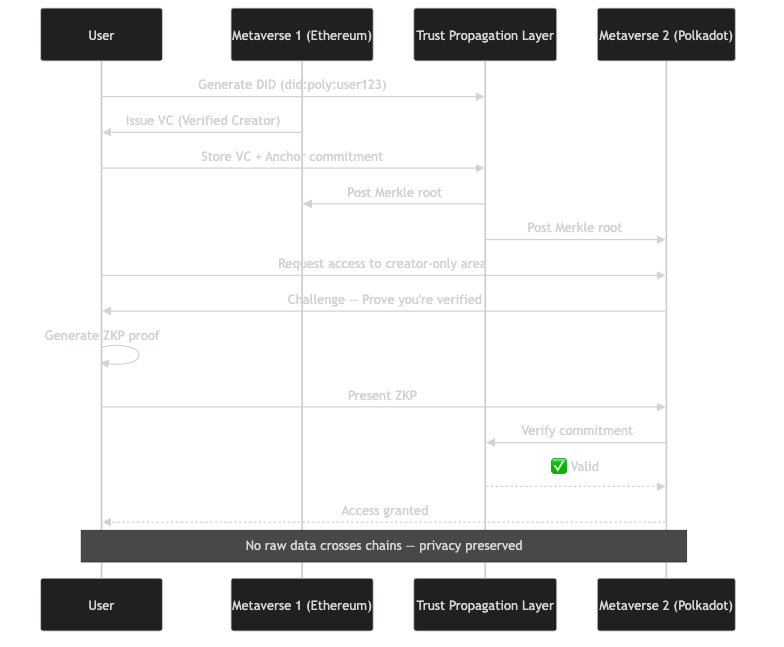 User
Metaverse 1 (Ethereum)
Trust Propagation Layer
Metaverse 2 (Polkadot)
Generate DID (did:poly:user123)
Issue VC (Verified Creator)
Store VC + Anchor commitment
Post Merkle root
Post Merkle root
Request access to creator-only area
Challenge — Prove you're verified
Generate ZKP proof
Present ZKP
Verify commitment
✅ Valid
Access granted
No raw data crosses chains — privacy preserved
User
Metaverse 1 (Ethereum)
Trust Propagation Layer
Metaverse 2 (Polkadot)